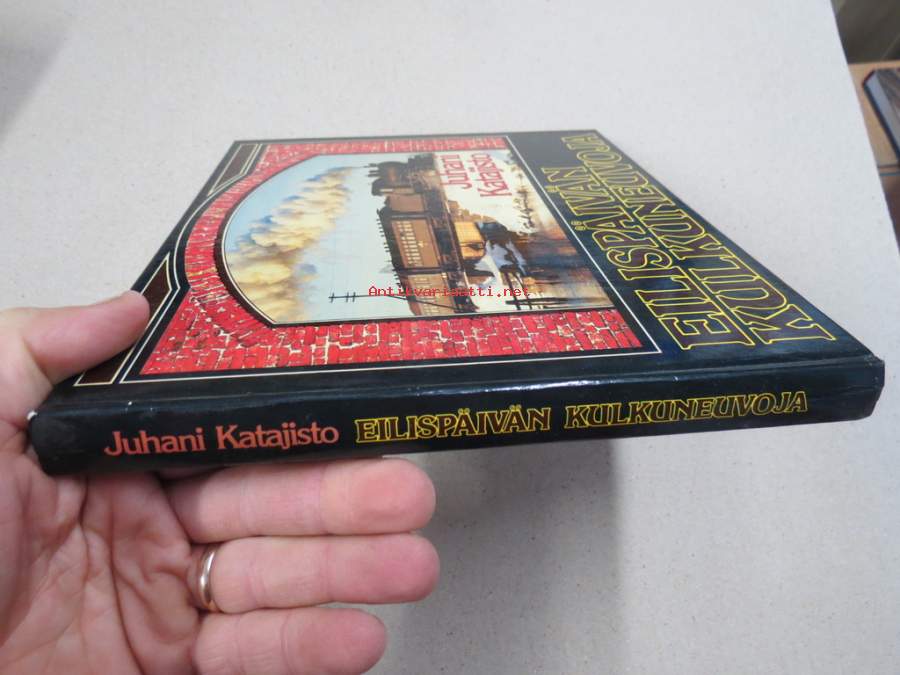 Juhani
Katajisto
EILISPÄIVÄN
KULKUNEUVOJA
Antikvariaatti.net
Juhani Katajisto EILISPÄIVÄN KULKUNEUVOJA